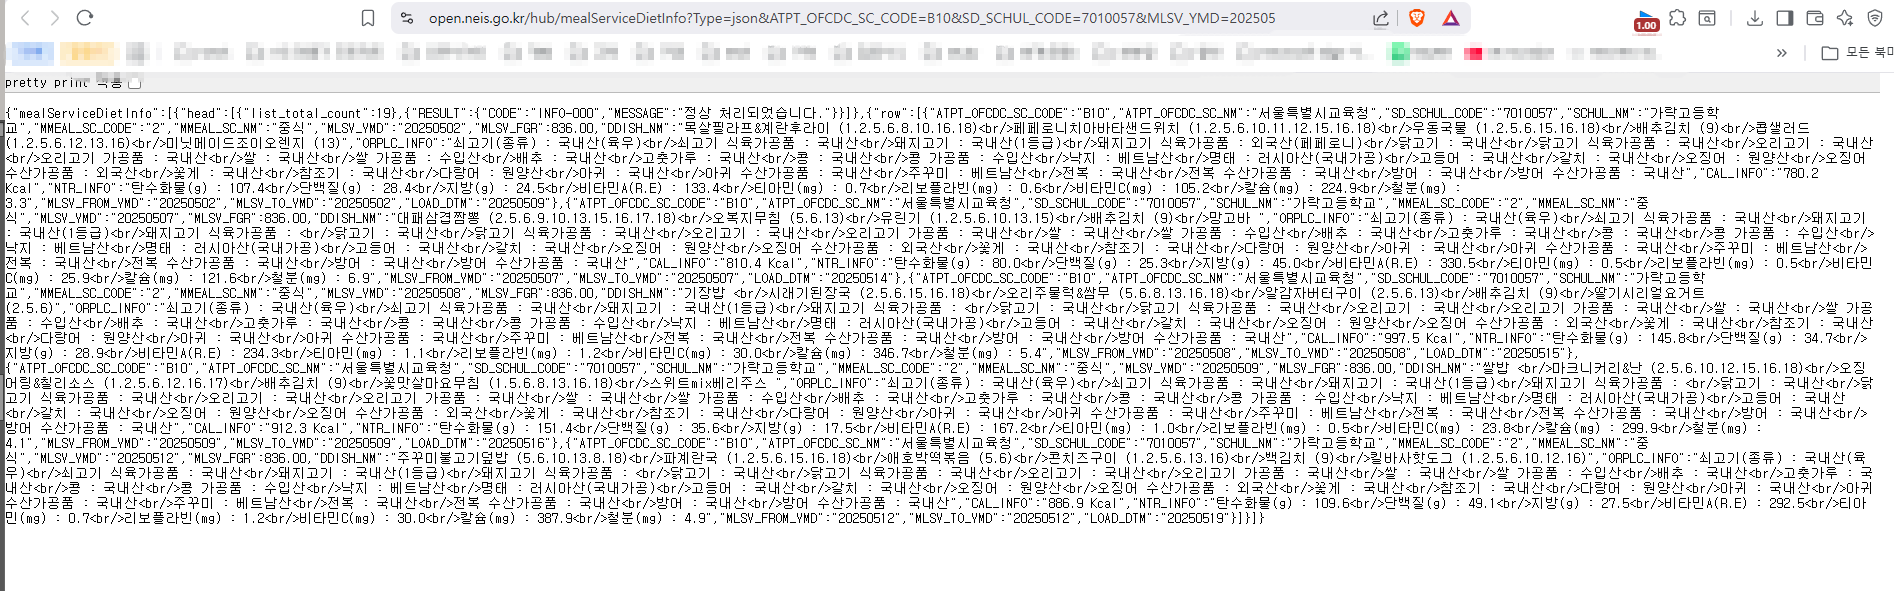 open.neis.go.kr/hub/mealServiceDietInfo?Type=json&ATPT_OFCDC_SC_CODE=B10&SD_SCHUL_CODE=7010057&MLSV_YMD=202505
1.00
» 모든 북마
pretty print 적용
{"mealServiceDietInfo":[{"head":[{"list_total_count":19},{"RESULT":{"CODE":"INFO-000","MESSAGE":"정상 처리되었습니다."}}]},{"row":[{"ATPT_OFCDC_SC_CODE":"B10","ATPT_OFCDC_SC_NM":"서울특별시교육청","SD_SCHUL_CODE":"7010057","SCHUL_NM":"가락고등학
교","MMEAL_SC_CODE":"2","MMEAL_SC_NM":"중식","MLSV_YMD":"20250502","MLSV_FGR":836.00,"DDISH_NM":"목살필라프&계란후라이 (1.2.5.6.8.10.16.18)<br/>페페로니치아바타샌드위치 (1.2.5.6.10.11.12.15.16.18)<br/>우동국물 (1.2.5.6.15.16.18)<br/>배추김치 (9)<br/>콥샐러드
(1.2.5.6.12.13.16)<br/>미닛메이드조이오렌지 (13)","ORPLC_INFO":"쇠고기(종류) : 국내산(육우)<br/>쇠고기 식육가공품 : 국내산<br/>돼지고기 : 국내산(1등급)<br/>돼지고기 식육가공품 : 외국산(페페로니)<br/>닭고기 : 국내산<br/>닭고기 식육가공품 : 국내산<br/>오리고기 : 국내산
<br/>오리고기 가공품 : 국내산<br/>쌀 : 국내산<br/>쌀 가공품 : 수입산<br/>배추 : 국내산<br/>고춧가루 : 국내산<br/>콩 : 국내산<br/>콩 가공품 : 수입산<br/>낙지 : 베트남산<br/>명태 : 러시아산(국내가공)<br/>고등어 : 국내산<br/>갈치 : 국내산<br/>오징어 : 원양산<br/>오징어
수산가공품 : 외국산<br/>꽃게 : 국내산<br/>참조기 : 국내산<br/>다랑어 : 원양산<br/>아귀 : 국내산<br/>아귀 수산가공품 : 국내산<br/>주꾸미 : 베트남산<br/>전복 : 국내산<br/>전복 수산가공품 : 국내산<br/>방어 : 국내산<br/>방어 수산가공품 : 국내산","CAL_INFO":"780.2
Kcal","NTR_INFO":"탄수화물(g) : 107.4<br/>단백질(g) : 28.4<br/>지방(g) : 24.5<br/>비타민A(R.E) : 133.4<br/>티아민(mg) : 0.7<br/>리보플라빈(mg) : 0.6<br/>비타민C(mg) : 105.2<br/>칼슘(mg) : 224.9<br/>철분(mg) :
3.3","MLSV_FROM_YMD":"20250502","MLSV_TO_YMD":"20250502","LOAD_DTM":"20250509"},{"ATPT_OFCDC_SC_CODE":"B10","ATPT_OFCDC_SC_NM":"서울특별시교육청","SD_SCHUL_CODE":"7010057","SCHUL_NM":"가락고등학교","MMEAL_SC_CODE":"2","MMEAL_SC_NM":"중
식","MLSV_YMD":"20250507","MLSV_FGR":836.00,"DDISH_NM":"대패삼겹짬뽕 (2.5.6.9.10.13.15.16.17.18)<br/>오복지무침 (5.6.13)<br/>유린기 (1.2.5.6.10.13.15)<br/>배추김치 (9)<br/>망고바 ","ORPLC_INFO":"쇠고기(종류) : 국내산(육우)<br/>쇠고기 식육가공품 : 국내산<br/>돼지고기
: 국내산(1등급)<br/>돼지고기 식육가공품 : <br/>닭고기 : 국내산<br/>닭고기 식육가공품 : 국내산<br/>오리고기 : 국내산<br/>오리고기 가공품 : 국내산<br/>쌀 : 국내산<br/>쌀 가공품 : 수입산<br/>배추 : 국내산<br/>고춧가루 : 국내산<br/>콩 : 국내산<br/>콩 가공품 : 수입산<br/>
낙지 : 베트남산<br/>명태 : 러시아산(국내가공)<br/>고등어 : 국내산<br/>갈치 : 국내산<br/>오징어 : 원양산<br/>오징어 수산가공품 : 외국산<br/>꽃게 : 국내산<br/>참조기 : 국내산<br/>다랑어 : 원양산<br/>아귀 : 국내산<br/>아귀 수산가공품 : 국내산<br/>주꾸미 : 베트남산<br/>
전복 : 국내산<br/>전복 수산가공품 : 국내산<br/>방어 : 국내산<br/>방어 수산가공품 : 국내산","CAL_INFO":"810.4 Kcal","NTR_INFO":"탄수화물(g) : 80.0<br/>단백질(g) : 25.3<br/>지방(g) : 45.0<br/>비타민A(R.E) : 330.5<br/>티아민(mg) : 0.5<br/>리보플라빈(mg) : 0.5<br/>비타민
C(mg) : 25.9<br/>칼슘(mg) : 121.6<br/>철분(mg) : 6.9","MLSV_FROM_YMD":"20250507","MLSV_TO_YMD":"20250507","LOAD_DTM":"20250514"},{"ATPT_OFCDC_SC_CODE":"B10","ATPT_OFCDC_SC_NM":"서울특별시교육청","SD_SCHUL_CODE":"7010057","SCHUL_NM":"가락고등학
교","MMEAL_SC_CODE":"2","MMEAL_SC_NM":"중식","MLSV_YMD":"20250508","MLSV_FGR":836.00,"DDISH_NM":"기장밥 <br/>시래기된장국 (2.5.6.15.16.18)<br/>오리주물럭&쌈무 (5.6.8.13.16.18)<br/>알감자버터구이 (2.5.6.13)<br/>배추김치 (9)<br/>딸기시리얼요거트
(2.5.6)","ORPLC_INFO":"쇠고기(종류) : 국내산(육우)<br/>쇠고기 식육가공품 : 국내산<br/>돼지고기 : 국내산(1등급)<br/>돼지고기 식육가공품 : <br/>닭고기 : 국내산<br/>닭고기 식육가공품 : 국내산<br/>오리고기 : 국내산<br/>오리고기 가공품 : 국내산<br/>쌀 : 국내산<br/>쌀 가공
품 : 수입산<br/>배추 : 국내산<br/>고춧가루 : 국내산<br/>콩 : 국내산<br/>콩 가공품 : 수입산<br/>낙지 : 베트남산<br/>명태 : 러시아산(국내가공)<br/>고등어 : 국내산<br/>갈치 : 국내산<br/>오징어 : 원양산<br/>오징어 수산가공품 : 외국산<br/>꽃게 : 국내산<br/>참조기 : 국내산
<br/>다랑어 : 원양산<br/>아귀 : 국내산<br/>아귀 수산가공품 : 국내산<br/>주꾸미 : 베트남산<br/>전복 : 국내산<br/>전복 수산가공품 : 국내산<br/>방어 : 국내산<br/>방어 수산가공품 : 국내산","CAL_INFO":"997.5 Kcal","NTR_INFO":"탄수화물(g) : 145.8<br/>단백질(g) : 34.7<br/>
지방(g) : 28.9<br/>비타민A(R.E) : 234.3<br/>티아민(mg) : 1.1<br/>리보플라빈(mg) : 1.2<br/>비타민C(mg) : 30.0<br/>칼슘(mg) : 346.7<br/>철분(mg) : 5.4","MLSV_FROM_YMD":"20250508","MLSV_TO_YMD":"20250508","LOAD_DTM":"20250515"},
{"ATPT_OFCDC_SC_CODE":"B10","ATPT_OFCDC_SC_NM":"서울특별시교육청","SD_SCHUL_CODE":"7010057","SCHUL_NM":"가락고등학교","MMEAL_SC_CODE":"2","MMEAL_SC_NM":"중식","MLSV_YMD":"20250509","MLSV_FGR":836.00,"DDISH_NM":"쌀밥 <br/>마크니커리&난 (2.5.6.10.12.15.16.18)<br/>오징
어링&칠리소스 (1.2.5.6.12.16.17)<br/>배추김치 (9)<br/>꽃맛살마요무침 (1.5.6.8.13.16.18)<br/>스위트mix베리주스 ","ORPLC_INFO":"쇠고기(종류) : 국내산(육우)<br/>쇠고기 식육가공품 : 국내산<br/>돼지고기 : 국내산(1등급)<br/>돼지고기 식육가공품 : <br/>닭고기 : 국내산<br/>닭
고기 식육가공품 : 국내산<br/>오리고기 : 국내산<br/>오리고기 가공품 : 국내산<br/>쌀 : 국내산<br/>쌀 가공품 : 수입산<br/>배추 : 국내산<br/>고춧가루 : 국내산<br/>콩 : 국내산<br/>콩 가공품 : 수입산<br/>낙지 : 베트남산<br/>명태 : 러시아산(국내가공)<br/>고등어 : 국내산
<br/>갈치 : 국내산<br/>오징어 : 원양산<br/>오징어 수산가공품 : 외국산<br/>꽃게 : 국내산<br/>참조기 : 국내산<br/>다랑어 : 원양산<br/>아귀 : 국내산<br/>아귀 수산가공품 : 국내산<br/>주꾸미 : 베트남산<br/>전복 : 국내산<br/>전복 수산가공품 : 국내산<br/>방어 : 국내산<br/>
방어 수산가공품 : 국내산","CAL_INFO":"912.3 Kcal","NTR_INFO":"탄수화물(g) : 151.4<br/>단백질(g) : 35.6<br/>지방(g) : 17.5<br/>비타민A(R.E) : 167.2<br/>티아민(mg) : 1.0<br/>리보플라빈(mg) : 0.5<br/>비타민C(mg) : 23.8<br/>칼슘(mg) : 299.9<br/>철분(mg) :
4.1","MLSV_FROM_YMD":"20250509","MLSV_TO_YMD":"20250509","LOAD_DTM":"20250516"},{"ATPT_OFCDC_SC_CODE":"B10","ATPT_OFCDC_SC_NM":"서울특별시교육청","SD_SCHUL_CODE":"7010057","SCHUL_NM":"가락고등학교","MMEAL_SC_CODE":"2","MMEAL_SC_NM":"중
식","MLSV_YMD":"20250512","MLSV_FGR":836.00,"DDISH_NM":"주꾸미불고기덮밥 (5.6.10.13.8.18)<br/>파계란국 (1.2.5.6.15.16.18)<br/>애호박떡볶음 (5.6)<br/>콘치즈구이 (1.2.5.6.13.16)<br/>백김치 (9)<br/>킬바사핫도그 (1.2.5.6.10.12.16)","ORPLC_INFO":"쇠고기(종류) : 국내산(육
우)<br/>쇠고기 식육가공품 : 국내산<br/>돼지고기 : 국내산(1등급)<br/>돼지고기 식육가공품 : <br/>닭고기 : 국내산<br/>닭고기 식육가공품 : 국내산<br/>오리고기 : 국내산<br/>오리고기 가공품 : 국내산<br/>쌀 : 국내산<br/>쌀 가공품 : 수입산<br/>배추 : 국내산<br/>고춧가루 : 국
내산<br/>콩 : 국내산<br/>콩 가공품 : 수입산<br/>낙지 : 베트남산<br/>명태 : 러시아산(국내가공)<br/>고등어 : 국내산<br/>갈치 : 국내산<br/>오징어 : 원양산<br/>오징어 수산가공품 : 외국산<br/>꽃게 : 국내산<br/>참조기 : 국내산<br/>다랑어 : 원양산<br/>아귀 : 국내산<br/>아귀
수산가공품 : 국내산<br/>주꾸미 : 베트남산<br/>전복 : 국내산<br/>전복 수산가공품 : 국내산<br/>방어 : 국내산<br/>방어 수산가공품 : 국내산","CAL_INFO":"886.9 Kcal","NTR_INFO":"탄수화물(g) : 109.6<br/>단백질(g) : 49.1<br/>지방(g) : 27.5<br/>비타민A(R.E) : 292.5<br/>티아
민(mg) : 0.7<br/>리보플라빈(mg) : 1.2<br/>비타민C(mg) : 30.0<br/>칼슘(mg) : 387.9<br/>철분(mg) : 4.9","MLSV_FROM_YMD":"20250512","MLSV_TO_YMD":"20250512","LOAD_DTM":"20250519"}]}]}